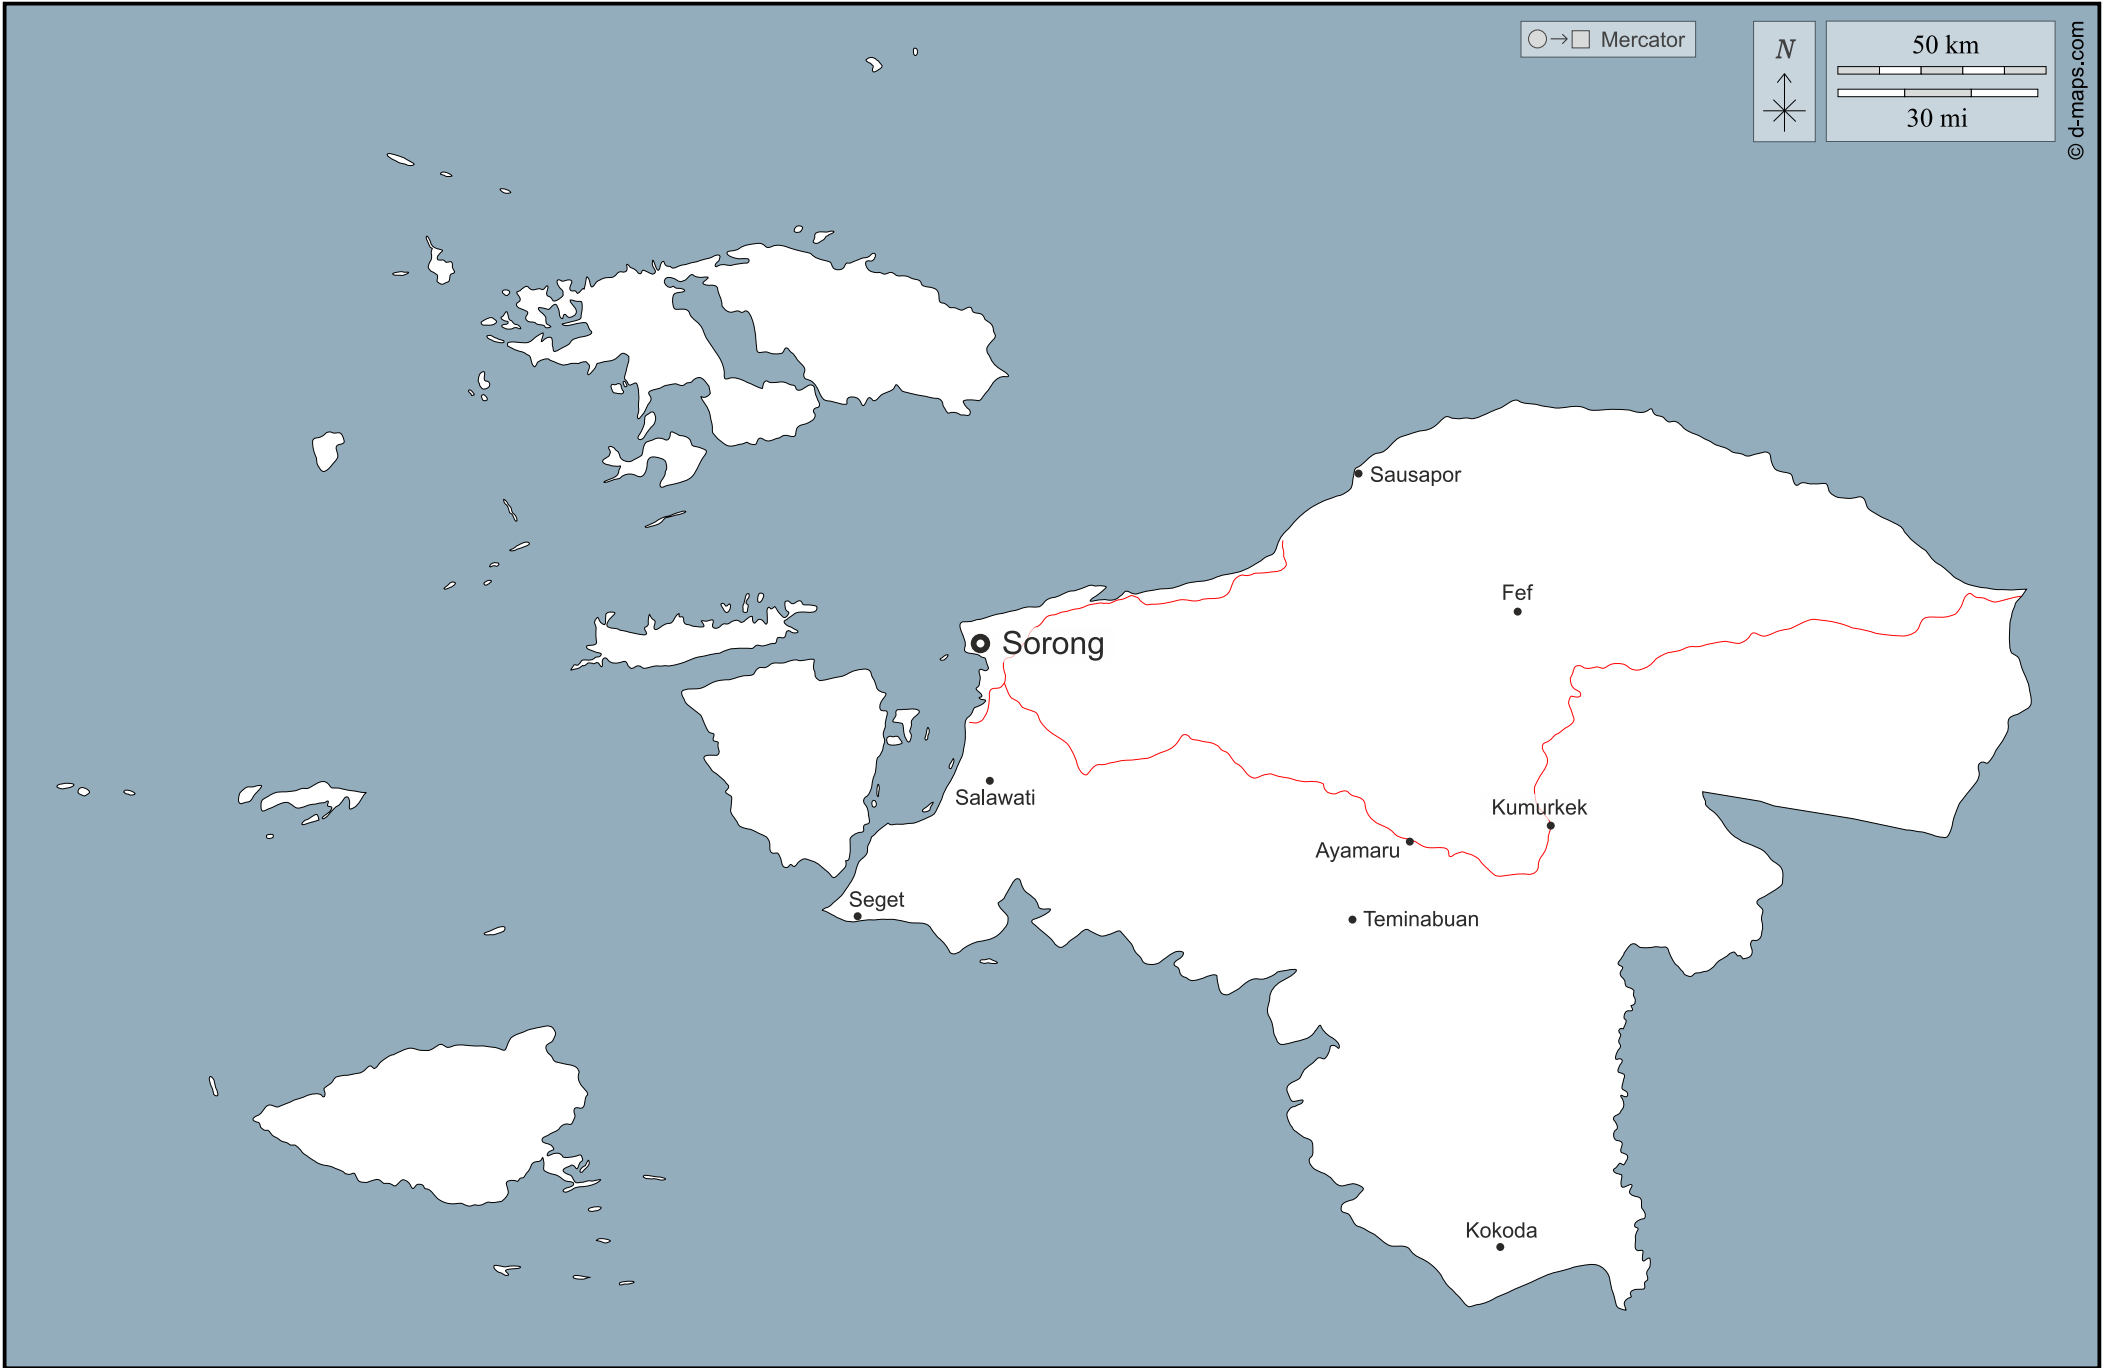 Mercator
N
50 km
30 mi
© d-maps.com
Sausapor
Fef
Sorong
Salawati
Kumurkek
Ayamaru
Seget
Teminabuan
Kokoda